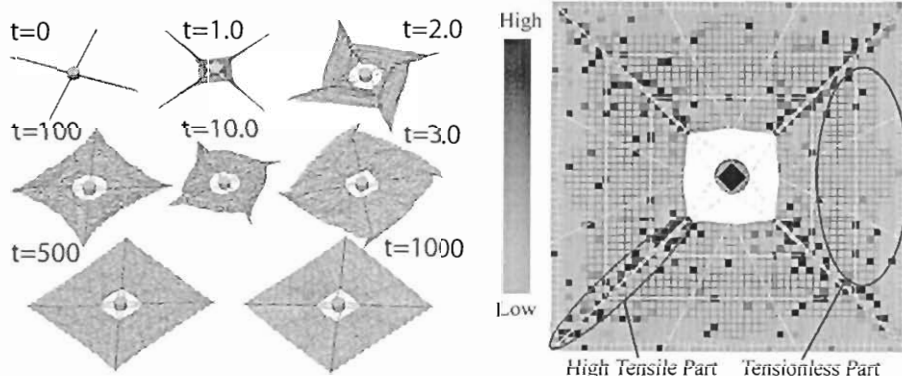 t=0
t=1.0
t=2.0
t=100
t=10.0
t=3.0
t=500
t=1000
High
Low
High Tensile Part
Tensionless Part